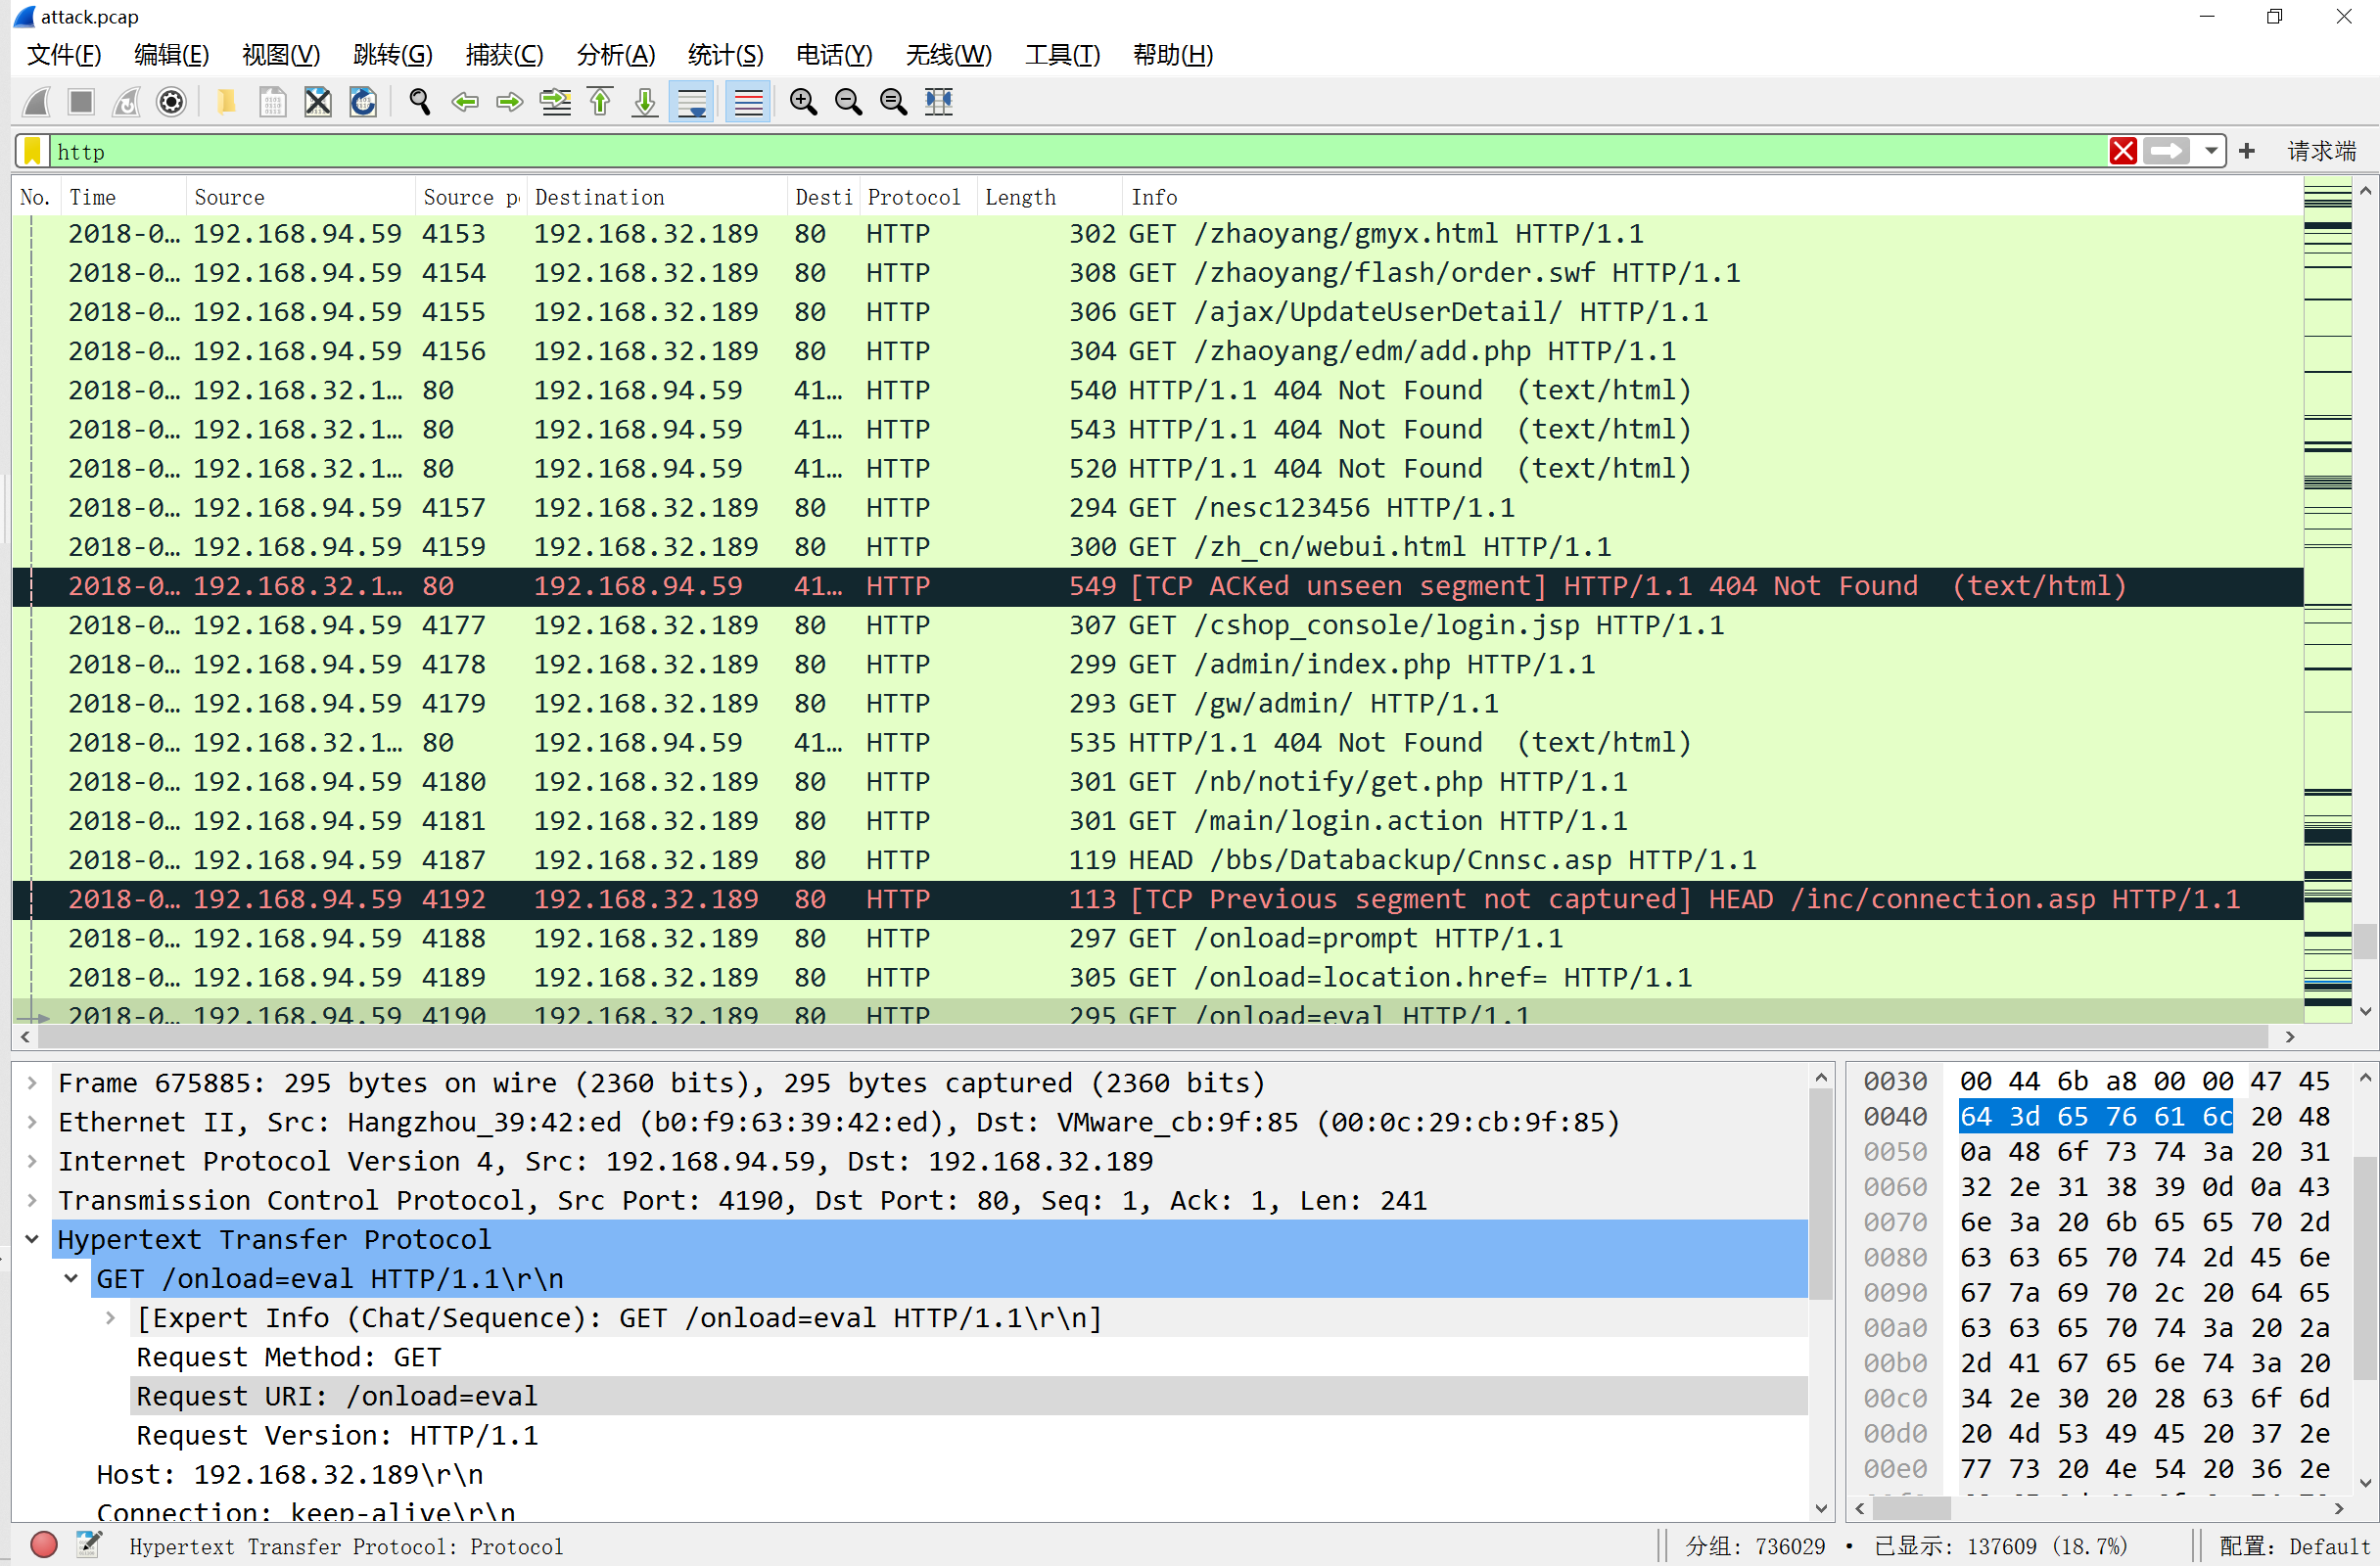 attack.pcap
文件(F) 编辑(E) 视图(V) 跳转(G) 捕获(C) 分析(A) 统计(S) 电话(Y) 无线(W) 工具(T) 帮助(H)
http 请求端
No. Time Source Source p Destination Desti Protocol Length Info
2018-0… 192.168.94.59 4153 192.168.32.189 80 HTTP 302 GET /zhaoyang/gmyx.html HTTP/1.1
2018-0… 192.168.94.59 4154 192.168.32.189 80 HTTP 308 GET /zhaoyang/flash/order.swf HTTP/1.1
2018-0… 192.168.94.59 4155 192.168.32.189 80 HTTP 306 GET /ajax/UpdateUserDetail/ HTTP/1.1
2018-0… 192.168.94.59 4156 192.168.32.189 80 HTTP 304 GET /zhaoyang/edm/add.php HTTP/1.1
2018-0… 192.168.32.1… 80 192.168.94.59 41… HTTP 540 HTTP/1.1 404 Not Found (text/html)
2018-0… 192.168.32.1… 80 192.168.94.59 41… HTTP 543 HTTP/1.1 404 Not Found (text/html)
2018-0… 192.168.32.1… 80 192.168.94.59 41… HTTP 520 HTTP/1.1 404 Not Found (text/html)
2018-0… 192.168.94.59 4157 192.168.32.189 80 HTTP 294 GET /nesc123456 HTTP/1.1
2018-0… 192.168.94.59 4159 192.168.32.189 80 HTTP 300 GET /zh_cn/webui.html HTTP/1.1
2018-0… 192.168.32.1… 80 192.168.94.59 41… HTTP 549 [TCP ACKed unseen segment] HTTP/1.1 404 Not Found (text/html)
2018-0… 192.168.94.59 4177 192.168.32.189 80 HTTP 307 GET /cshop_console/login.jsp HTTP/1.1
2018-0… 192.168.94.59 4178 192.168.32.189 80 HTTP 299 GET /admin/index.php HTTP/1.1
2018-0… 192.168.94.59 4179 192.168.32.189 80 HTTP 293 GET /gw/admin/ HTTP/1.1
2018-0… 192.168.32.1… 80 192.168.94.59 41… HTTP 535 HTTP/1.1 404 Not Found (text/html)
2018-0… 192.168.94.59 4180 192.168.32.189 80 HTTP 301 GET /nb/notify/get.php HTTP/1.1
2018-0… 192.168.94.59 4181 192.168.32.189 80 HTTP 301 GET /main/login.action HTTP/1.1
2018-0… 192.168.94.59 4187 192.168.32.189 80 HTTP 119 HEAD /bbs/Databackup/Cnnsc.asp HTTP/1.1
2018-0… 192.168.94.59 4192 192.168.32.189 80 HTTP 113 [TCP Previous segment not captured] HEAD /inc/connection.asp HTTP/1.1
2018-0… 192.168.94.59 4188 192.168.32.189 80 HTTP 297 GET /onload=prompt HTTP/1.1
2018-0… 192.168.94.59 4189 192.168.32.189 80 HTTP 305 GET /onload=location.href= HTTP/1.1
2018-0… 192.168.94.59 4190 192.168.32.189 80 HTTP 295 GET /onload=eval HTTP/1.1
Frame 675885: 295 bytes on wire (2360 bits), 295 bytes captured (2360 bits)
Ethernet II, Src: Hangzhou_39:42:ed (b0:f9:63:39:42:ed), Dst: VMware_cb:9f:85 (00:0c:29:cb:9f:85)
Internet Protocol Version 4, Src: 192.168.94.59, Dst: 192.168.32.189
Transmission Control Protocol, Src Port: 4190, Dst Port: 80, Seq: 1, Ack: 1, Len: 241
Hypertext Transfer Protocol
GET /onload=eval HTTP/1.1\r\n
[Expert Info (Chat/Sequence): GET /onload=eval HTTP/1.1\r\n]
Request Method: GET
Request URI: /onload=eval
Request Version: HTTP/1.1
Host: 192.168.32.189\r\n
Connection: keep-alive\r\n
0030 00 44 6b a8 00 00 47 45
0040 64 3d 65 76 61 6c 20 48
0050 0a 48 6f 73 74 3a 20 31
0060 32 2e 31 38 39 0d 0a 43
0070 6e 3a 20 6b 65 65 70 2d
0080 63 63 65 70 74 2d 45 6e
0090 67 7a 69 70 2c 20 64 65
00a0 63 63 65 70 74 3a 20 2a
00b0 2d 41 67 65 6e 74 3a 20
00c0 34 2e 30 20 28 63 6f 6d
00d0 20 4d 53 49 45 20 37 2e
00e0 77 73 20 4e 54 20 36 2e
Hypertext Transfer Protocol: Protocol 分组: 736029 • 已显示: 137609 (18.7%) 配置: Default